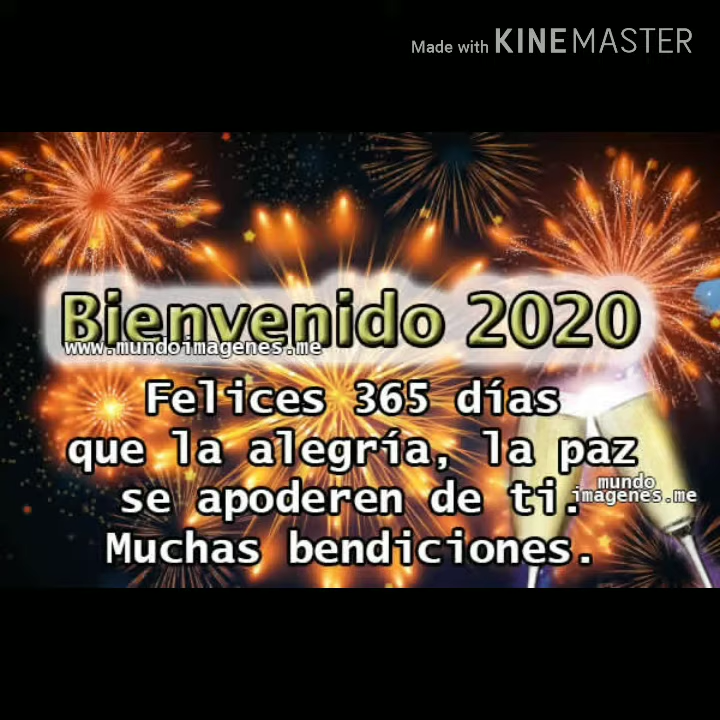 Made with KINEMASTER
Bienvenido 2020
www.mundoimagenes.me
Felices 365 días
que la alegría, la paz
se apoderen de ti.
mundo
imagenes.me
Muchas bendiciones.